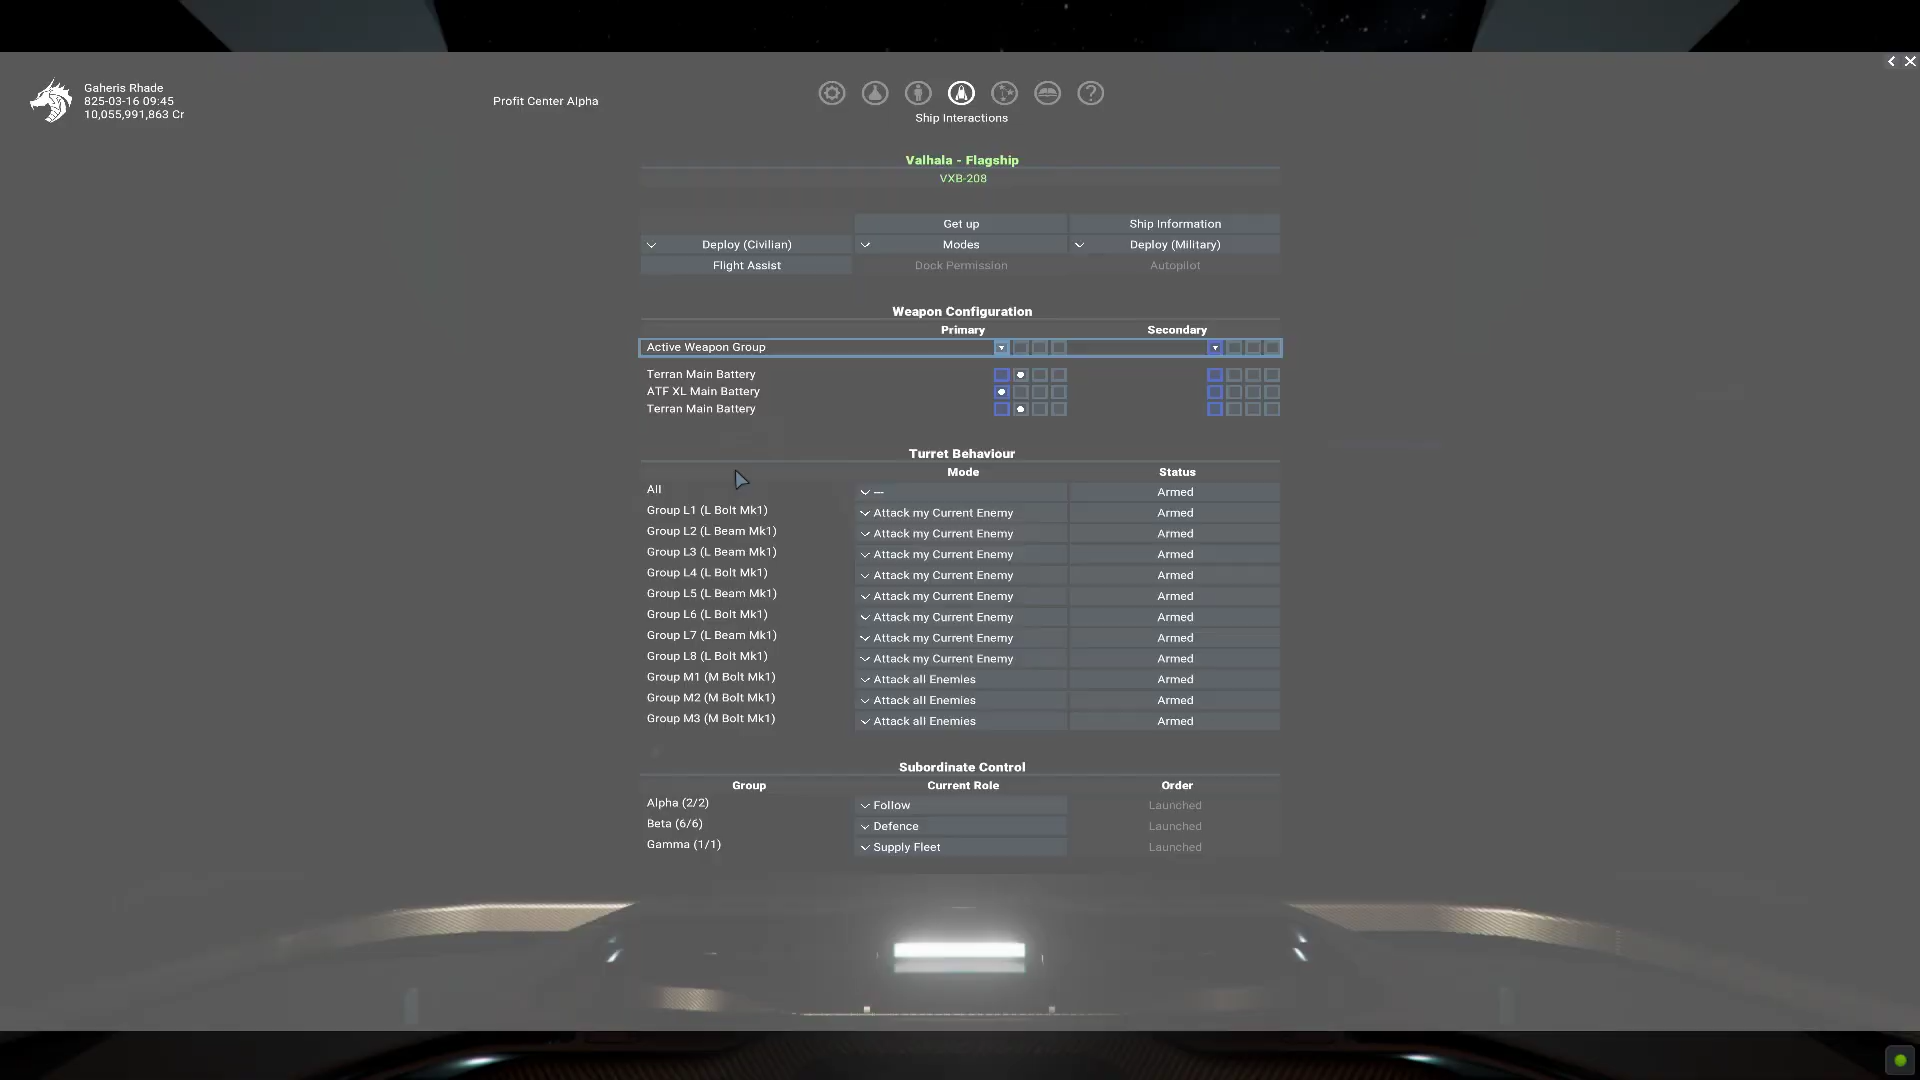 Gaheris Rhade
825-03-16 09:45
10,055,991,863 Cr
Profit Center Alpha
Ship Interactions
Valhala - Flagship
VXB-208
Get up Ship Information
Deploy (Civilian) Modes Deploy (Military)
Flight Assist Dock Permission Autopilot
Weapon Configuration
Primary Secondary
Active Weapon Group
Terran Main Battery
ATF XL Main Battery
Terran Main Battery
Turret Behaviour
Mode Status
All --- Armed
Group L1 (L Bolt Mk1) Attack my Current Enemy Armed
Group L2 (L Beam Mk1) Attack my Current Enemy Armed
Group L3 (L Beam Mk1) Attack my Current Enemy Armed
Group L4 (L Bolt Mk1) Attack my Current Enemy Armed
Group L5 (L Beam Mk1) Attack my Current Enemy Armed
Group L6 (L Bolt Mk1) Attack my Current Enemy Armed
Group L7 (L Beam Mk1) Attack my Current Enemy Armed
Group L8 (L Bolt Mk1) Attack my Current Enemy Armed
Group M1 (M Bolt Mk1) Attack all Enemies Armed
Group M2 (M Bolt Mk1) Attack all Enemies Armed
Group M3 (M Bolt Mk1) Attack all Enemies Armed
Subordinate Control
Group Current Role Order
Alpha (2/2) Follow Launched
Beta (6/6) Defence Launched
Gamma (1/1) Supply Fleet Launched